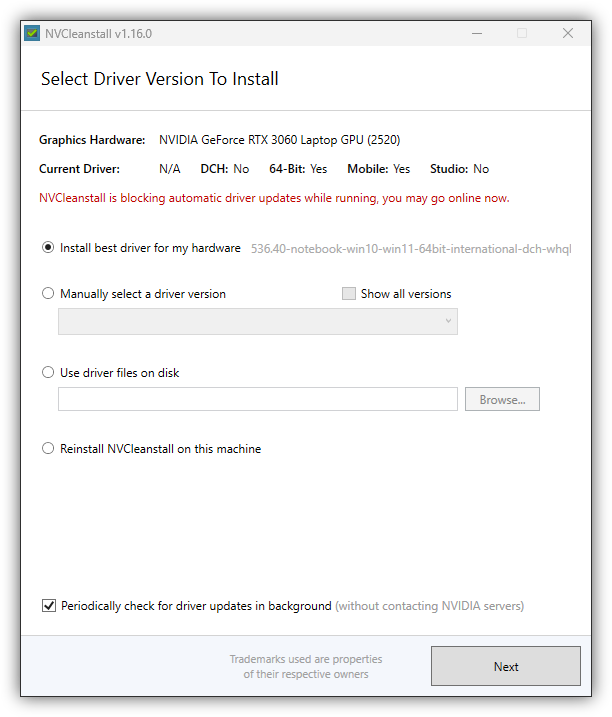 NVCleanstall v1.16.0
Select Driver Version To Install
Graphics Hardware: NVIDIA GeForce RTX 3060 Laptop GPU (2520)
Current Driver: N/A DCH: No 64-Bit: Yes Mobile: Yes Studio: No
NVCleanstall is blocking automatic driver updates while running, you may go online now.
Install best driver for my hardware 536.40-notebook-win10-win11-64bit-international-dch-whql
Manually select a driver version Show all versions
Use driver files on disk
Browse...
Reinstall NVCleanstall on this machine
Periodically check for driver updates in background (without contacting NVIDIA servers)
Trademarks used are properties
of their respective owners
Next